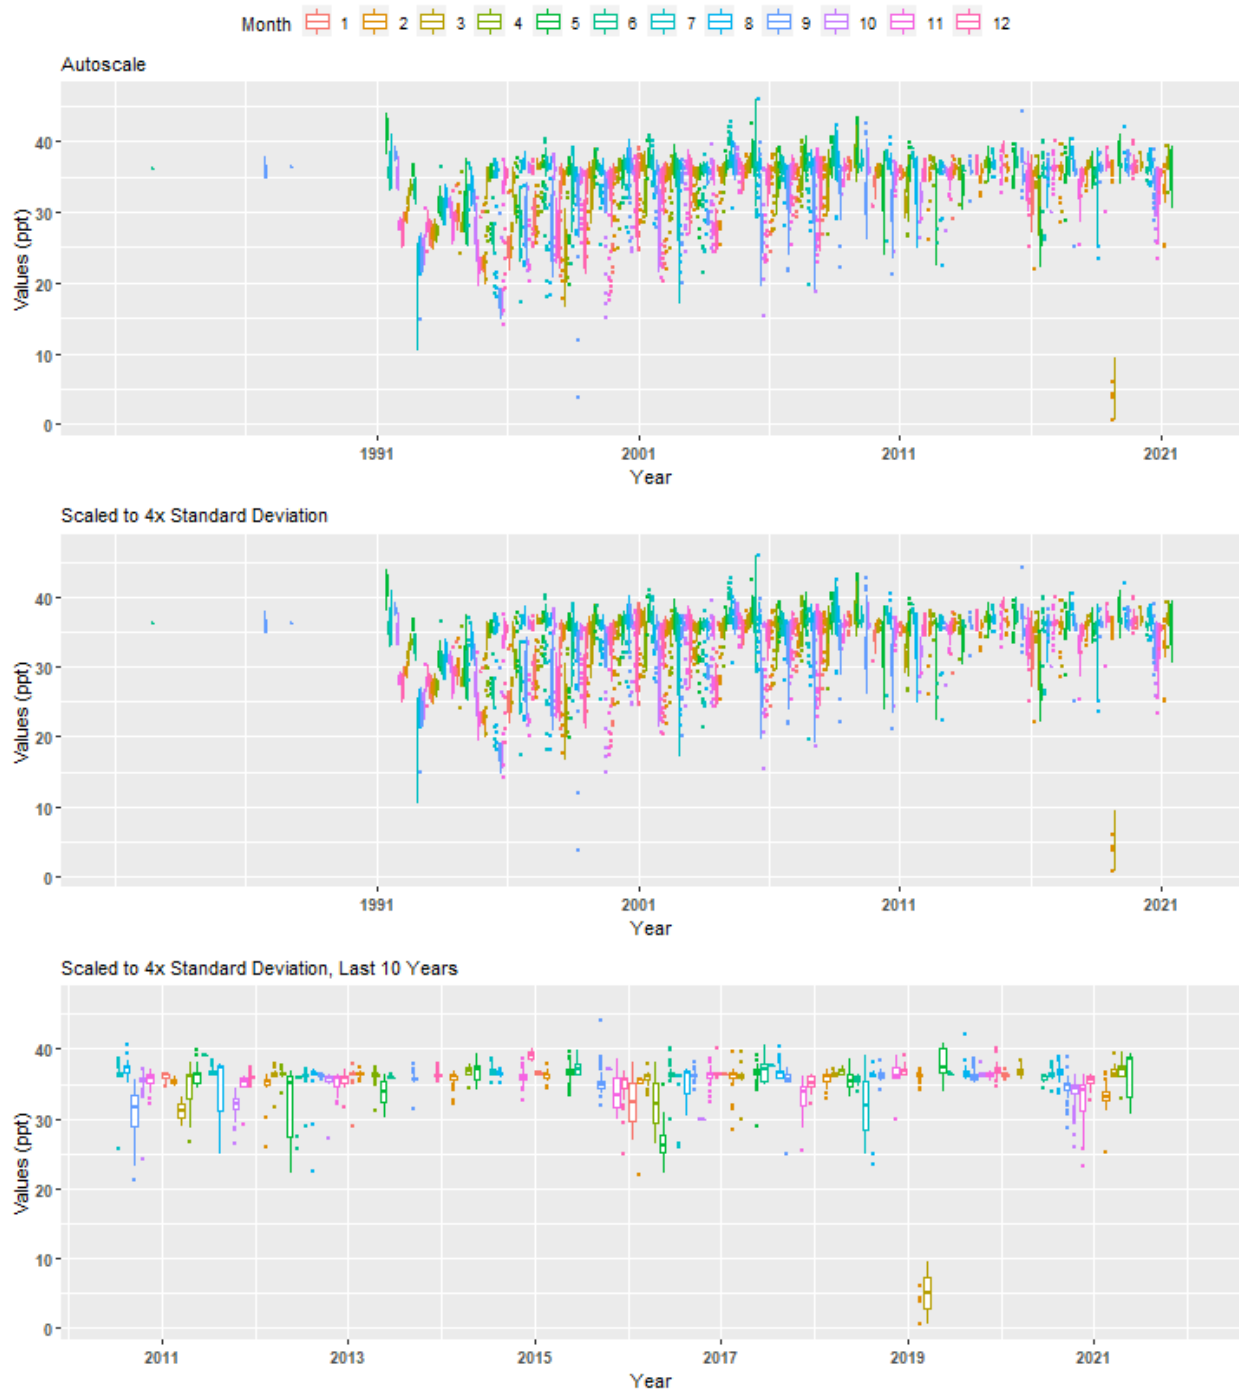 Month 1 2 3 4 5 6 7 8 9 10 11 12
Autoscale
Values (ppt)
40
30
20
10
0
1991 2001 2011 2021
Year
Scaled to 4x Standard Deviation
Values (ppt)
40
30
20
10
0
1991 2001 2011 2021
Year
Scaled to 4x Standard Deviation, Last 10 Years
Values (ppt)
40
30
20
10
0
2011 2013 2015 2017 2019 2021
Year